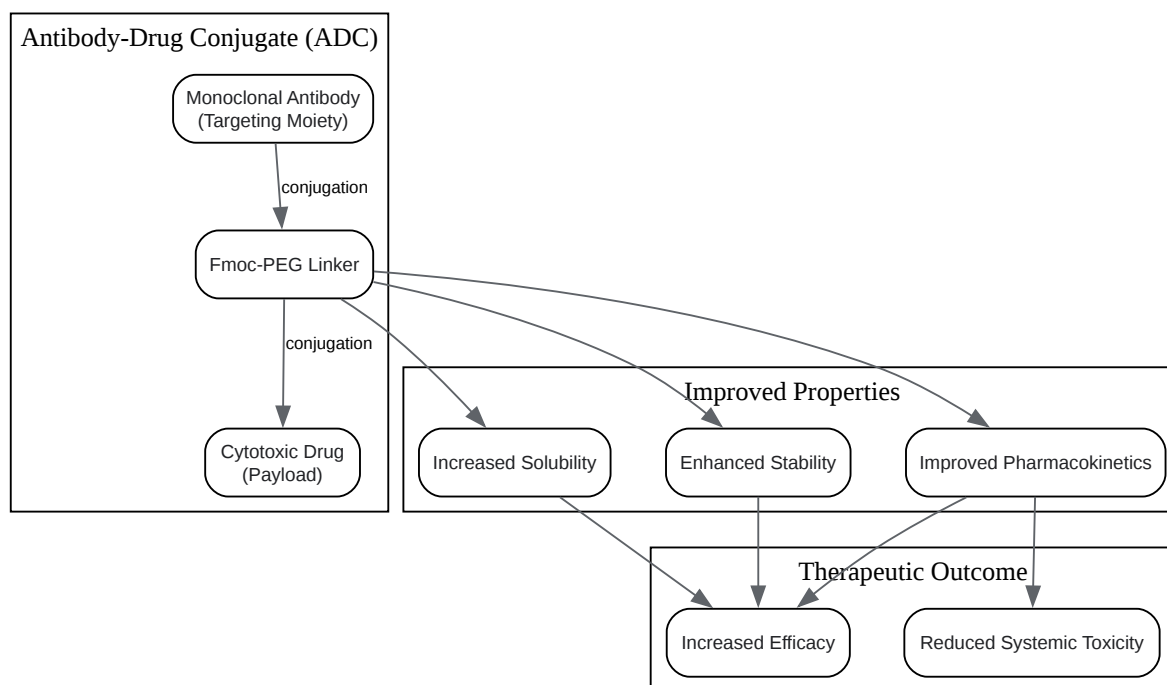 Antibody-Drug Conjugate (ADC)
Monoclonal Antibody
(Targeting Moiety)
conjugation
Fmoc-PEG Linker
conjugation
Cytotoxic Drug
(Payload)
Improved Properties
Increased Solubility
Enhanced Stability
Improved Pharmacokinetics
Therapeutic Outcome
Increased Efficacy
Reduced Systemic Toxicity